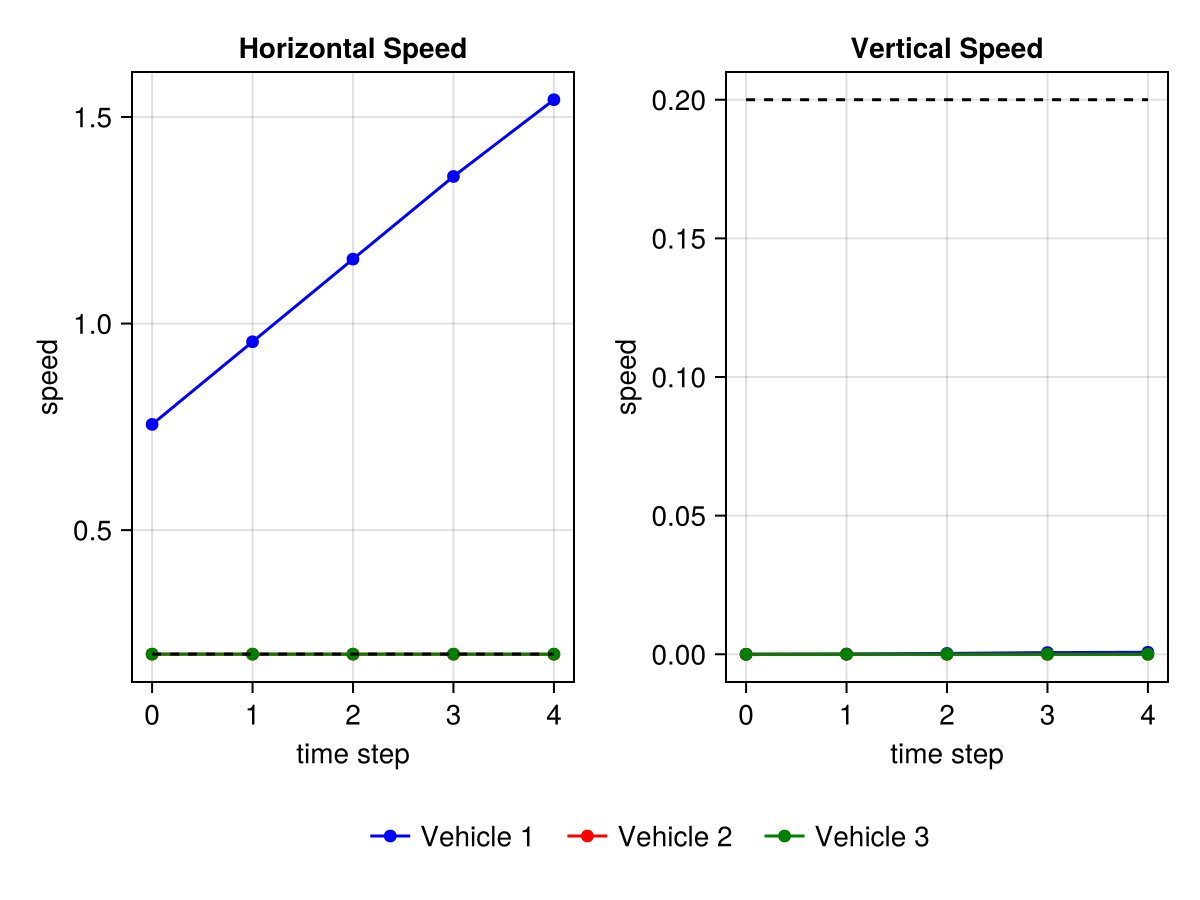 Horizontal Speed
1.5
1.0
0.5
speed
0
1
2
3
4
time step
Vertical Speed
0.20
0.15
0.10
0.05
0.00
speed
0
1
2
3
4
time step
Vehicle 1
Vehicle 2
Vehicle 3